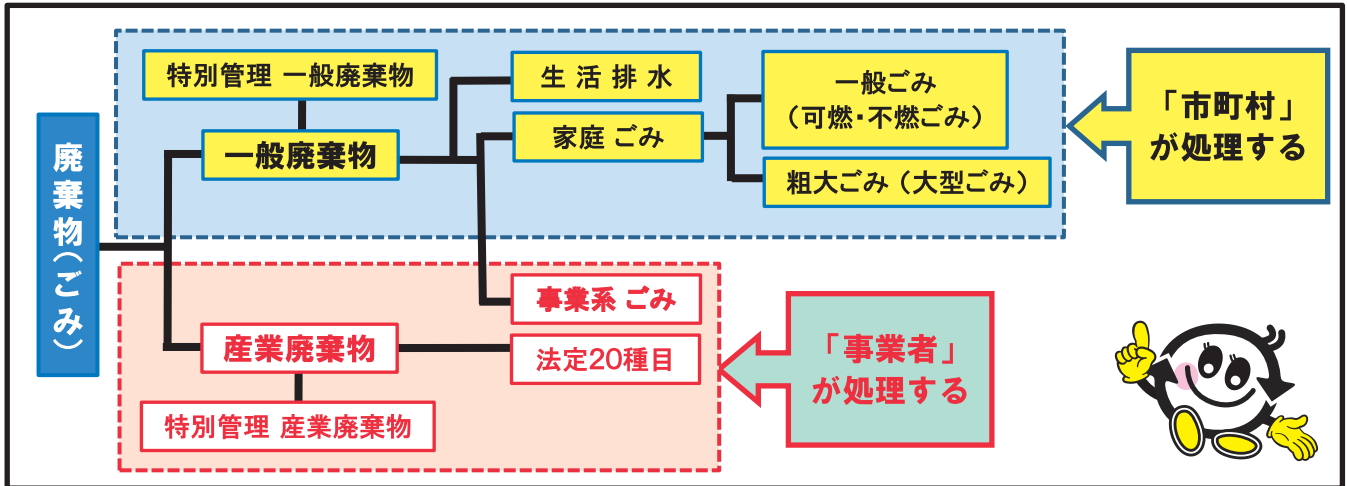 廃棄物(ごみ)
特別管理 一般廃棄物
一般廃棄物
生活排水
家庭 ごみ
一般ごみ
(可燃・不燃ごみ)
粗大ごみ(大型ごみ)
「市町村」
が処理する
事業系 ごみ
産業廃棄物
法定20種目
特別管理 産業廃棄物
「事業者」
が処理する